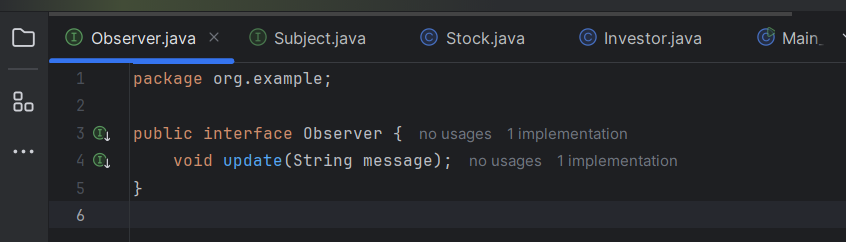 Observer.java Subject.java Stock.java Investor.java Main_
1 package org.example;
2
3 public interface Observer { no usages 1 implementation
4 void update(String message); no usages 1 implementation
5 }
6